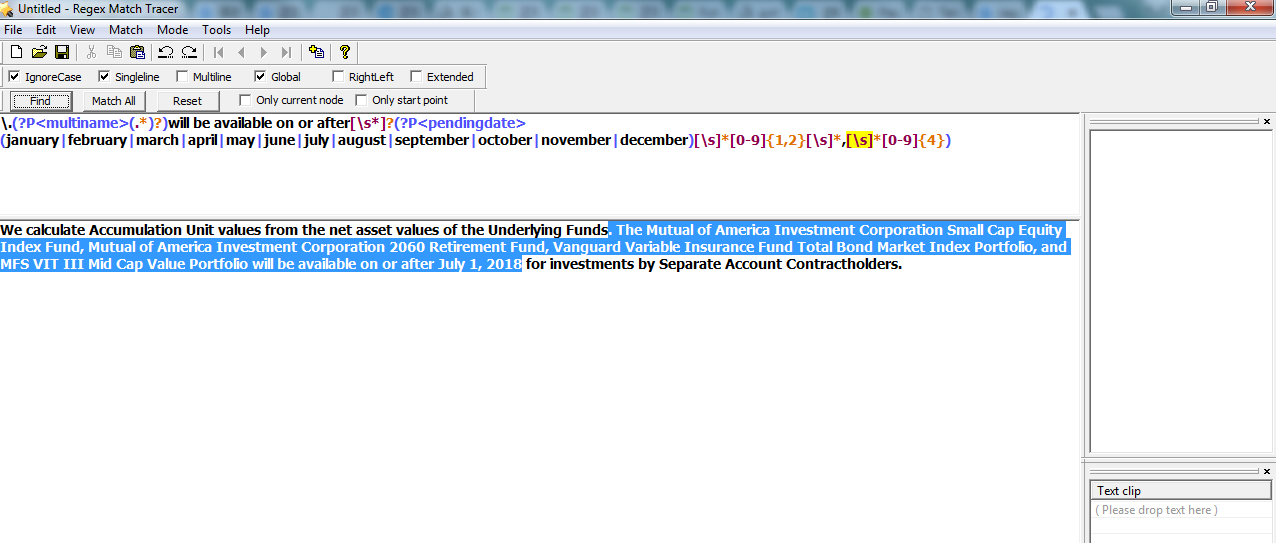 Untitled - Regex Match Tracer
File Edit View Match Mode Tools Help
IgnoreCase Singleline Multiline Global RightLeft Extended
Find Match All Reset Only current node Only start point
\.(?P<multiname>(.*)?)will be available on or after[\s*]?(?P<pendingdate>
(january|february|march|april|may|june|july|august|september|october|november|december)[\s]*[0-9]{1,2}[\s]*,[\s]*[0-9]{4})
We calculate Accumulation Unit values from the net asset values of the Underlying Funds. The Mutual of America Investment Corporation Small Cap Equity
Index Fund, Mutual of America Investment Corporation 2060 Retirement Fund, Vanguard Variable Insurance Fund Total Bond Market Index Portfolio, and
MFS VIT III Mid Cap Value Portfolio will be available on or after July 1, 2018 for investments by Separate Account Contractholders.
Text clip
( Please drop text here )